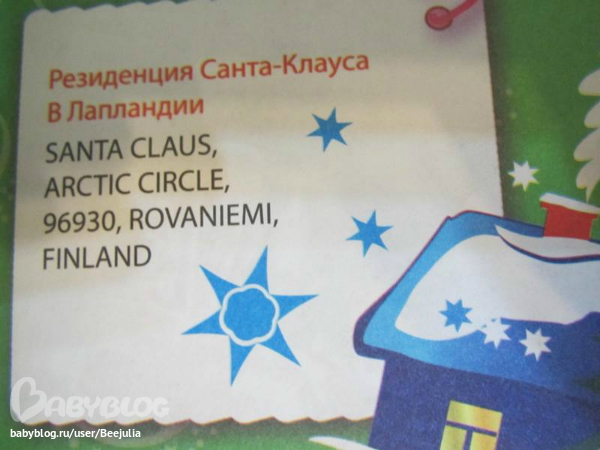 Резиденция Санта-Клауса
В Лапландии
SANTA CLAUS,
ARCTIC CIRCLE,
96930, ROVANIEMI,
FINLAND
BABYBLOG
babyblog.ru/user/Beejulia